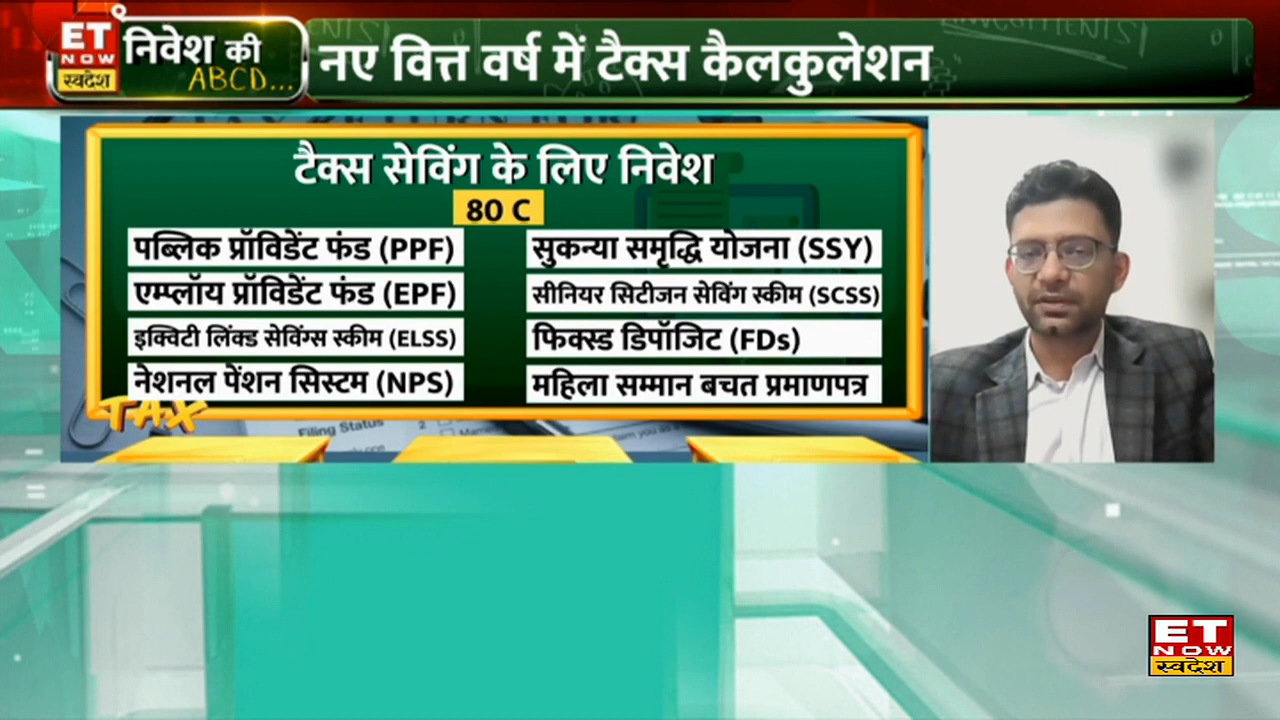 ET
NOW
स्वदेश
निवेश की
ABCD...
नए वित्त वर्ष में टैक्स कैलकुलेशन
टैक्स सेविंग के लिए निवेश
80 C
पब्लिक प्रॉविडेंट फंड (PPF)
एम्प्लॉय प्रॉविडेंट फंड (EPF)
इक्विटी लिंक्ड सेविंग्स स्कीम (ELSS)
नेशनल पेंशन सिस्टम (NPS)
सुकन्या समृद्धि योजना (SSY)
सीनियर सिटीजन सेविंग स्कीम (SCSS)
फिक्स्ड डिपॉजिट (FDs)
महिला सम्मान बचत प्रमाणपत्र
TAX
Filing Status
2
ET
NOW
स्वदेश